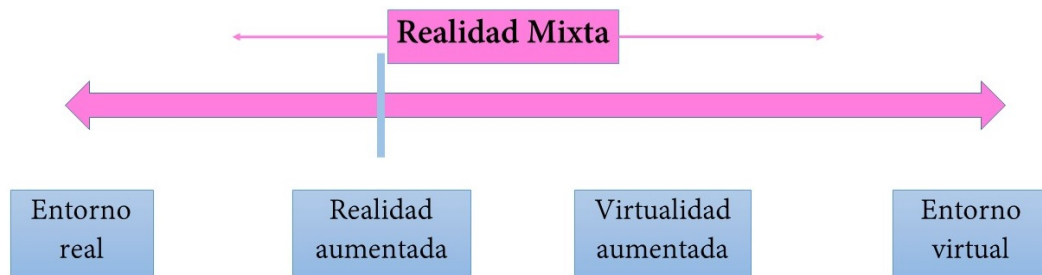 Realidad Mixta
Entorno
real
Realidad
aumentada
Virtualidad
aumentada
Entorno
virtual